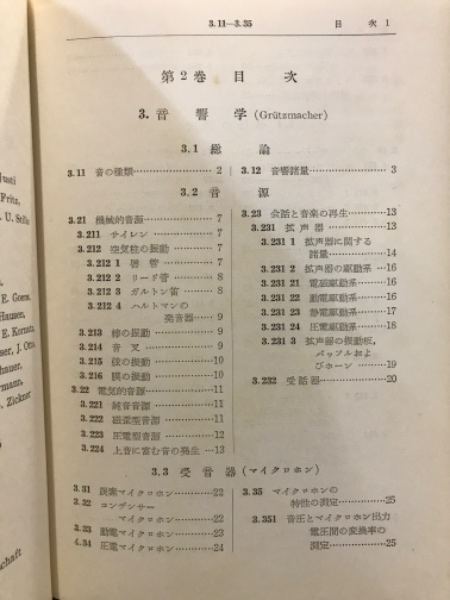 3.11—3.35
目 次 1
第2巻 目 次
3. 音 響 学 (Grützmacher)
3.1 総 論
3.11 音の種類 2
3.12 音響諸量 3
3.2 音 源
3.21 機械的音源 7
3.211 サイレン 7
3.212 空気柱の振動 7
3.212 1 唇 管 7
3.212 2 リード管 8
3.212 3 ガルトン笛 8
3.212 4 ハルトマンの
発音器 9
3.213 棒の振動 9
3.214 音 叉 9
3.215 弦の振動 10
3.216 膜の振動 10
3.22 電気的音源 11
3.221 純音音源 11
3.222 磁歪型音源 11
3.223 圧電型音源 12
3.224 上音に富む音の発生 13
3.23 会話と音楽の再生 13
3.231 拡 声 器 13
3.231 1 拡声器に関する
諸量 14
3.231 2 拡声器の駆動系 16
3.231 21 電磁駆動系 16
3.231 22 動電駆動系 16
3.231 23 静電駆動系 17
3.231 24 圧電駆動系 18
3.231 3 拡声器の振動板,
バッフルおよ
びホーン 19
3.232 受話器 20
3.3 受 音 器 (マイクロホン)
3.31 炭素マイクロホン 22
3.32 コンデンサー
マイクロホン 22
3.33 動電マイクロホン 23
4.34 圧電マイクロホン 24
3.35 マイクロホンの
特性の測定 25
3.351 音圧とマイクロホン出力
電圧間の変換率の
測定 25
Justi
Fritz,
U. Seiler
E. Goens,
Hausen,
E. Kornetz
ser, J. Otto,
hauer,
rmann,
Zickner
schaft